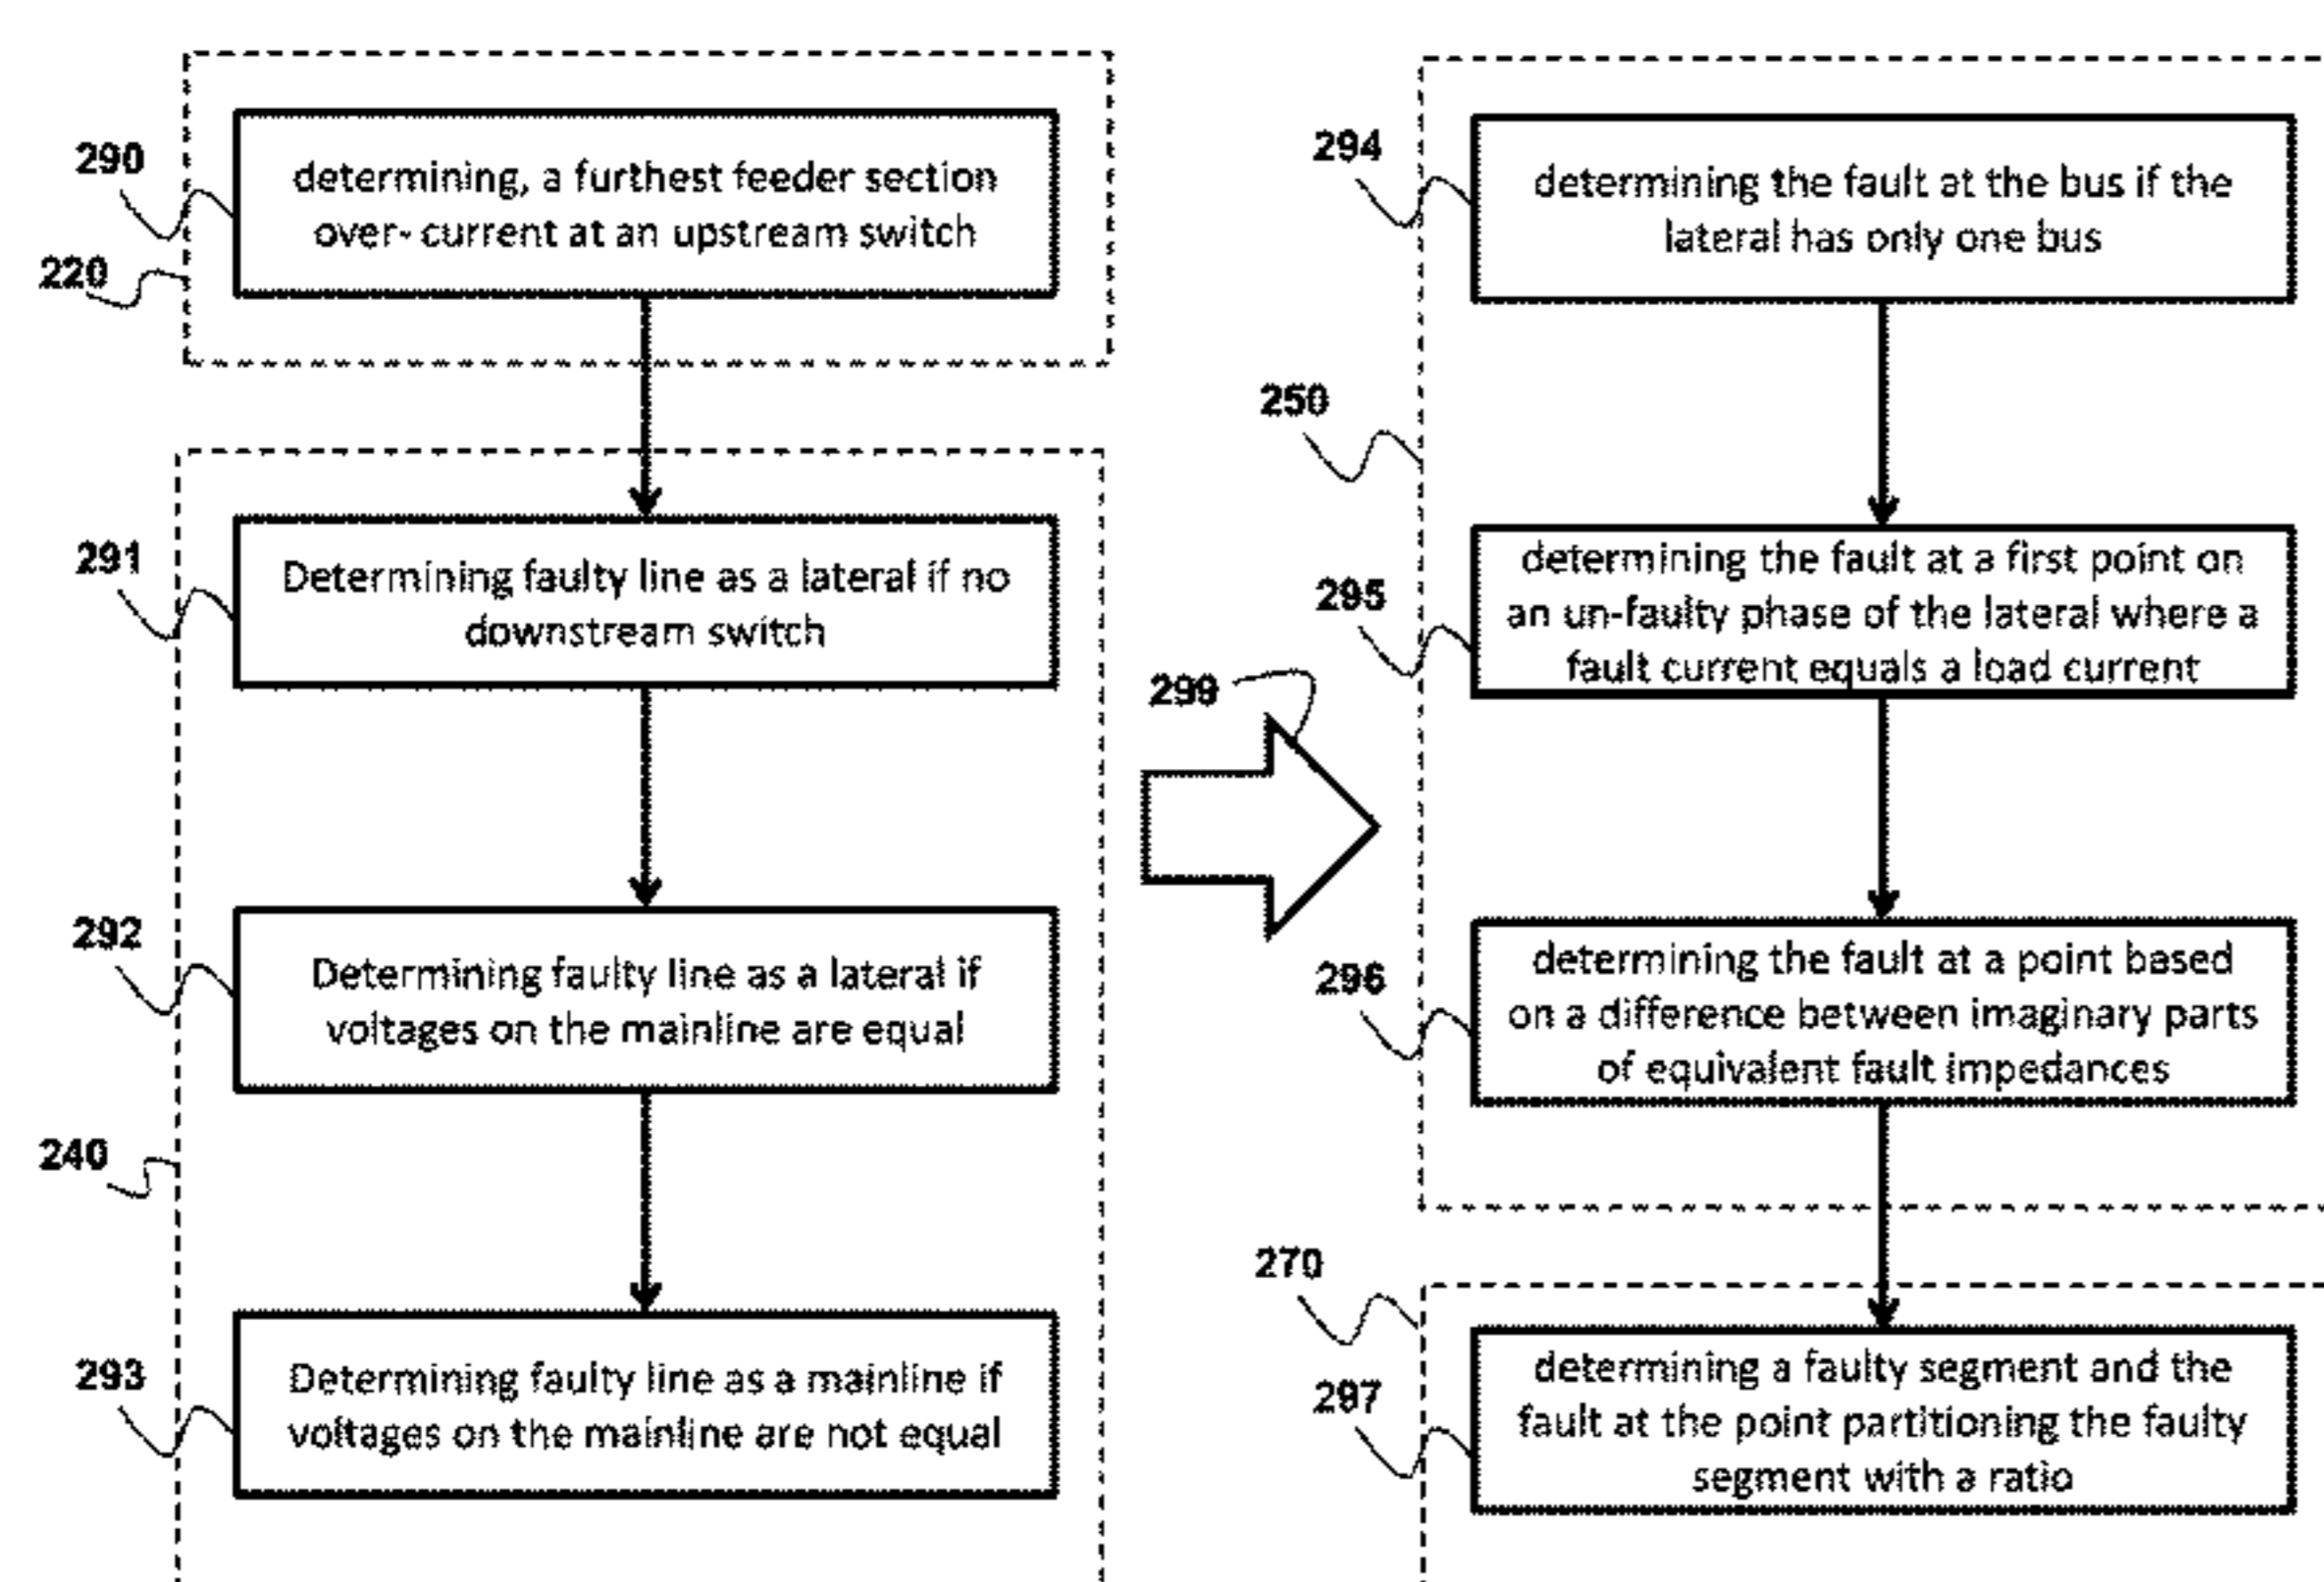 290
determining, a furthest feeder section
over- current at an upstream switch
220
291
Determining faulty line as a lateral if no
downstream switch
292
Determining faulty line as a lateral if
voltages on the mainline are equal
240
293
Determining faulty line as a mainline if
voltages on the mainline are not equal
299
294
determining the fault at the bus if the
lateral has only one bus
250
295
determining the fault at a first point on
an un-faulty phase of the lateral where a
fault current equals a load current
296
determining the fault at a point based
on a difference between imaginary parts
of equivalent fault impedances
270
297
determining a faulty segment and the
fault at the point partitioning the faulty
segment with a ratio